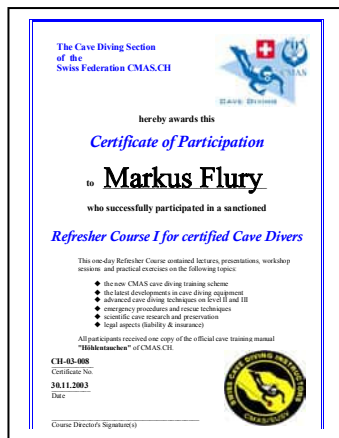 The Cave Diving Section
of the
Swiss Federation CMAS.CH
CMAS
CAVE DIVING
hereby awards this
Certificate of Participation
to Markus Flury
who successfully participated in a sanctioned
Refresher Course I for certified Cave Divers
This one-day Refresher Course contained lectures, presentations, workshop
sessions and practical exercises on the following topics:
◆ the new CMAS cave diving training scheme
◆ the latest developments in cave diving equipment
◆ advanced cave diving techniques on level II and III
◆ emergency procedures and rescue techniques
◆ scientific cave research and preservation
◆ legal aspects (liability & insurance)
All participants received one copy of the official cave training manual
"Höhlentauchen" of CMAS.CH.
CH-03-008
Certificate No.
30.11.2003
Date
Course Director's Signature(s)
SWISS CAVE DIVING INSTRUCTORS
CMAS/SUSV